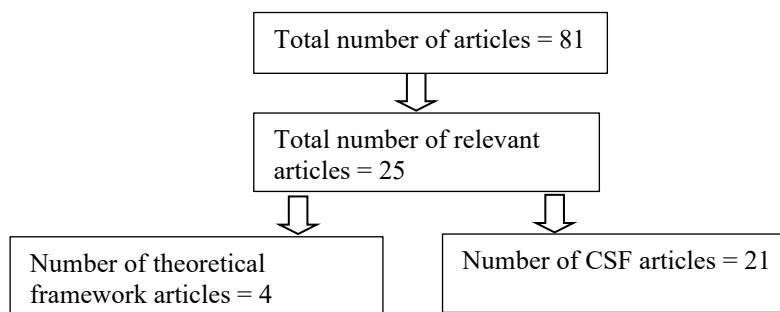 Total number of articles = 81
Total number of relevant
articles = 25
Number of theoretical
framework articles = 4
Number of CSF articles = 21